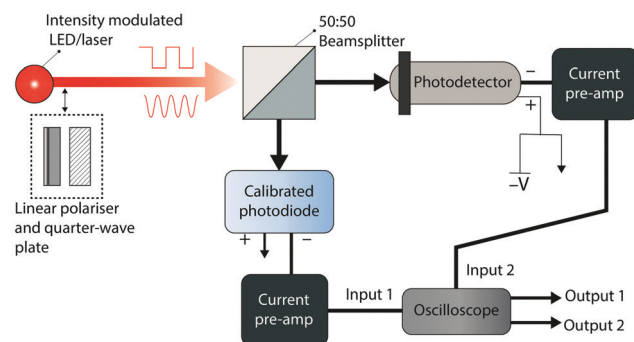 Intensity modulated
LED/laser
50:50
Beamsplitter
Photodetector
−
+
Current
pre-amp
−V
Linear polariser
and quarter-wave
plate
Calibrated
photodiode
+
−
Current
pre-amp
Input 1
Input 2
Oscilloscope
Output 1
Output 2